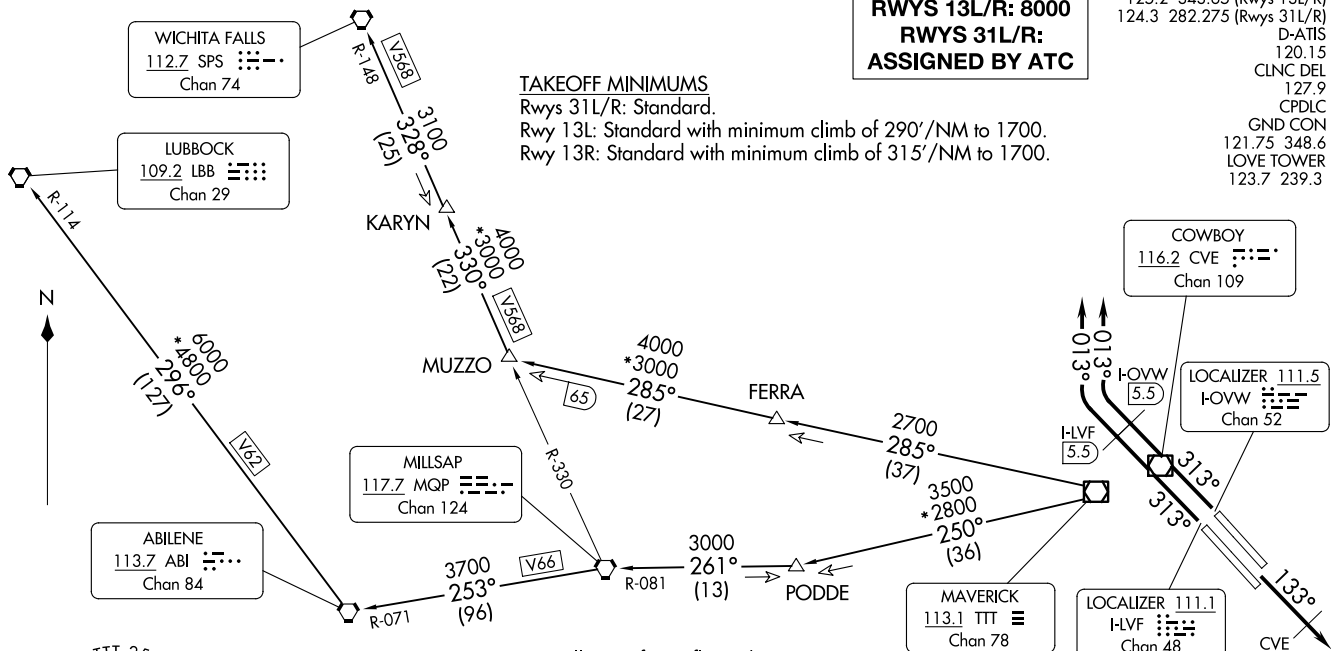 RWYS 13L/R: 8000
RWYS 31L/R:
ASSIGNED BY ATC
124.3 282.275 (Rwys 31L/R)
D-ATIS
120.15
CLNC DEL
127.9
CPDLC
GND CON
121.75 348.6
LOVE TOWER
123.7 239.3
TAKEOFF MINIMUMS
Rwys 31L/R: Standard.
Rwy 13L: Standard with minimum climb of 290'/NM to 1700.
Rwy 13R: Standard with minimum climb of 315'/NM to 1700.
WICHITA FALLS
112.7 SPS
Chan 74
R-148
V568
3100
328°
(25)
LUBBOCK
109.2 LBB
Chan 29
R-114
KARYN
4000
*3000
330°
(22)
V568
N
6000
*4800
296°
(127)
V62
MUZZO
65
4000
*3000
285°
(27)
FERRA
2700
285°
(37)
COWBOY
116.2 CVE
Chan 109
013°
013°
I-OVW
5.5
I-LVF
5.5
LOCALIZER 111.5
I-OVW
Chan 52
313°
313°
MILLSAP
117.7 MQP
Chan 124
R-330
3500
*2800
250°
(36)
ABILENE
113.7 ABI
Chan 84
R-071
3700
253°
(96)
V66
R-081
3000
261°
(13)
PODDE
MAVERICK
113.1 TTT
Chan 78
LOCALIZER 111.1
I-LVF
Chan 48
133°
CVE